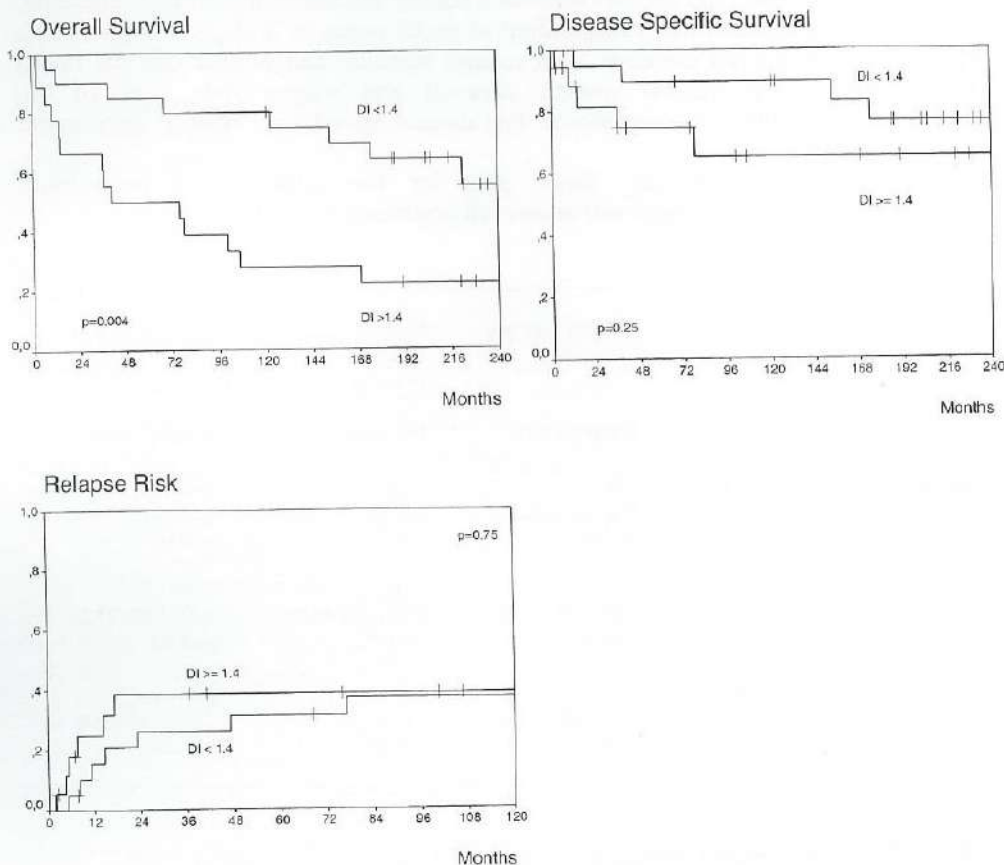 Overall Survival
1,0
,8
,6
,4
,2
0,0
DI <1.4
DI >1.4
p=0.004
0 24 48 72 96 120 144 168 192 216 240
Months
Disease Specific Survival
1,0
,8
,6
,4
,2
0,0
DI < 1.4
DI >= 1.4
p=0.25
0 24 48 72 96 120 144 168 192 216 240
Months
Relapse Risk
1,0
,8
,6
,4
,2
0,0
p=0.75
DI >= 1.4
DI < 1.4
0 12 24 36 48 60 72 84 96 108 120
Months